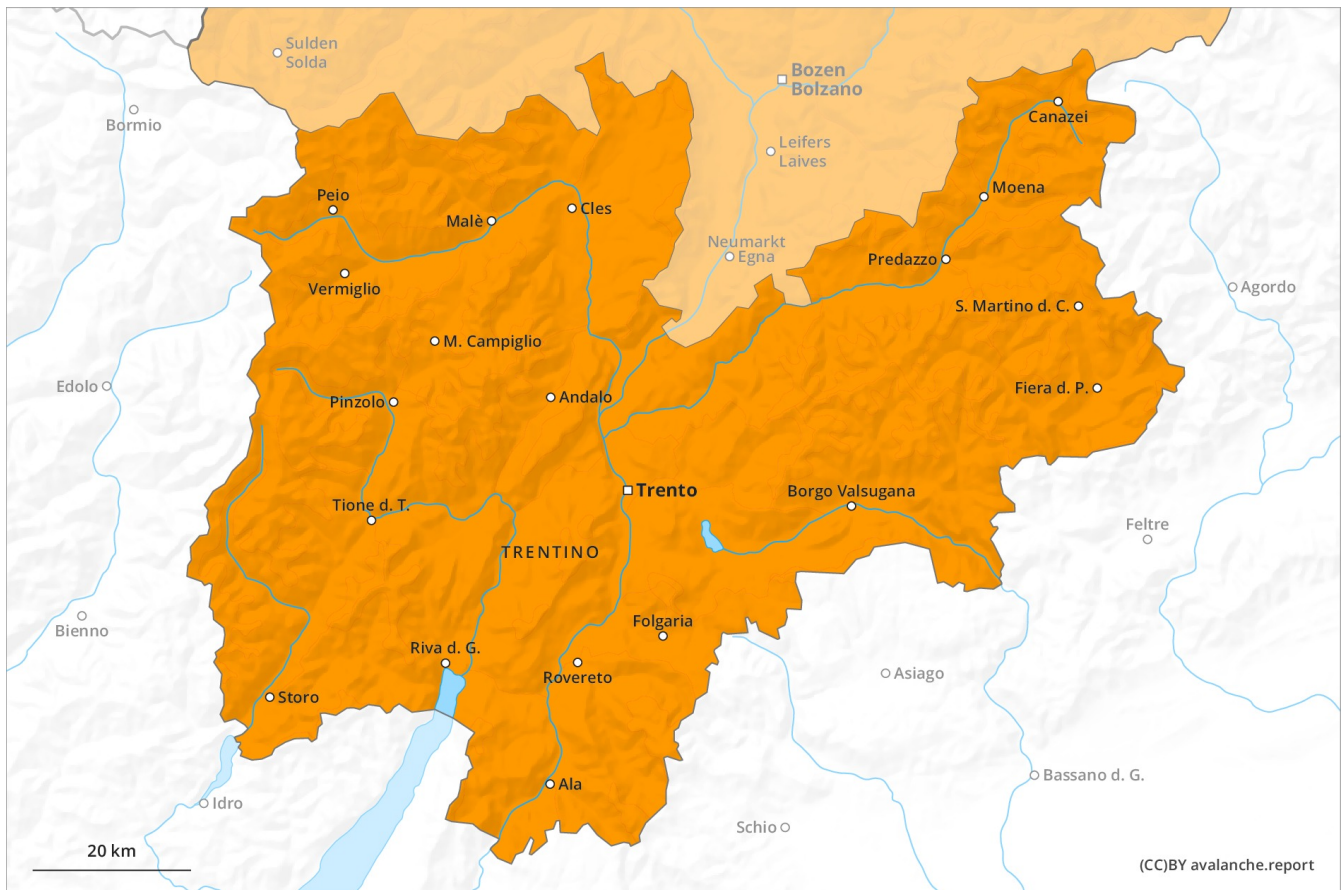 Sulden
Solda
Bozen
Bolzano
Bormio
Canazei
Leifers
Laives
Moena
Peio
Malè
Cles
Neumarkt
Egna
Predazzo
Vermiglio
Agordo
S. Martino d. C.
M. Campiglio
Edolo
Pinzolo
Andalo
Fiera d. P.
Trento
Borgo Valsugana
Tione d. T.
Feltre
TRENTINO
Bienno
Folgaria
Riva d. G.
Rovereto
Asiago
Storo
Bassano d. G.
Ala
Idro
Schio
20 km
(CC)BY avalanche.report